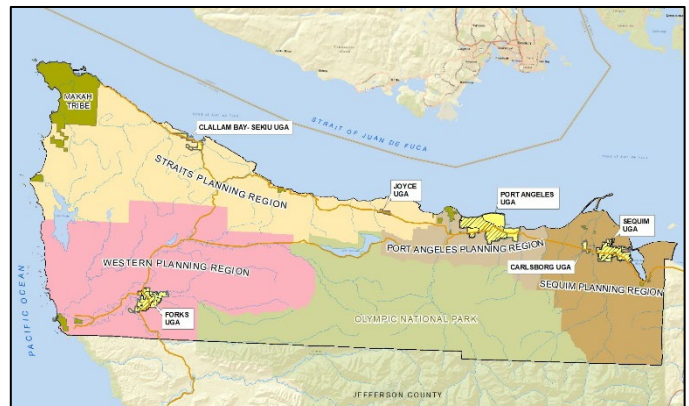 MAKAH
TRIBE
CLALLAM BAY- SEKIU UGA
STRAIT OF JUAN DE FUCA
STRAITS PLANNING REGION
JOYCE
UGA
PORT ANGELES
UGA
SEQUIM
UGA
PORT ANGELES PLANNING REGION
CARLSBORG UGA
WESTERN PLANNING REGION
SEQUIM PLANNING REGION
PACIFIC OCEAN
FORKS
UGA
OLYMPIC NATIONAL PARK
JEFFERSON COUNTY